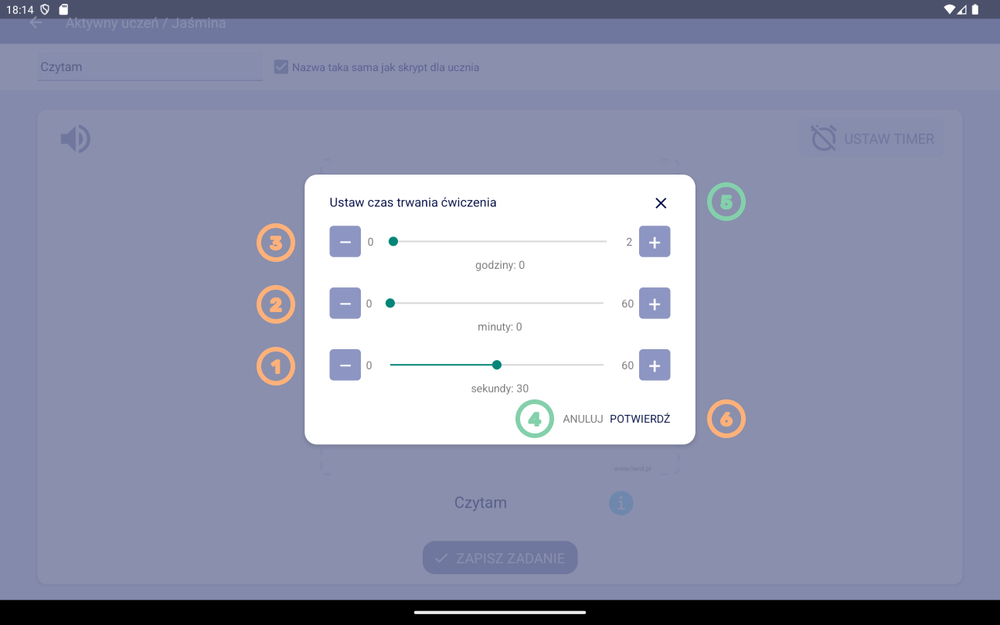 18:14
Aktywny uczeń / Jaśmina
Czytam
Nazwa taka sama jak skrypt dla ucznia
USTAW TIMER
Ustaw czas trwania ćwiczenia
5
3 − 0 2 +
godziny: 0
2 − 0 60 +
minuty: 0
1 − 0 60 +
sekundy: 30
4 ANULUJ POTWIERDŹ 6
Czytam i
ZAPISZ ZADANIE